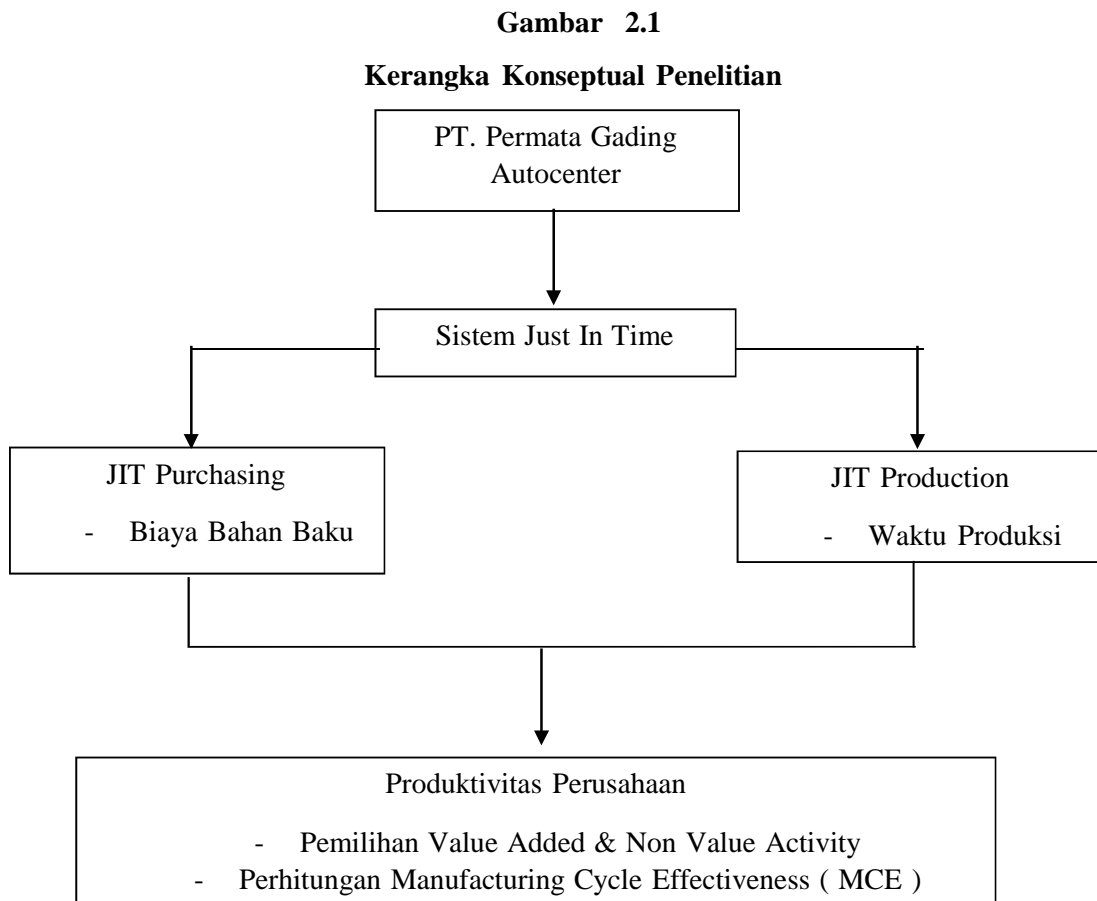 Gambar 2.1
Kerangka Konseptual Penelitian
PT. Permata Gading
Autocenter
Sistem Just In Time
JIT Purchasing
- Biaya Bahan Baku
JIT Production
- Waktu Produksi
Produktivitas Perusahaan
- Pemilihan Value Added & Non Value Activity
- Perhitungan Manufacturing Cycle Effectiveness ( MCE )